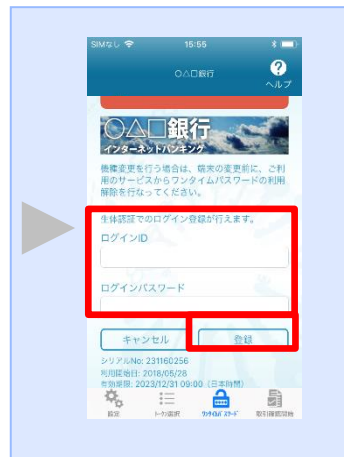 SIMなし 15:55
○△□銀行
?
ヘルプ
○△□銀行
インターネットバンキング
機種変更を行う場合は、端末の変更前に、ご利
用のサービスからワンタイムパスワードの利用
解除を行なってください。
生体認証でのログイン登録が行えます。
ログインID
ログインパスワード
キャンセル 登録
シリアルNo: 231160256
利用開始日: 2018/05/28
有効期限: 2023/12/31 09:00 (日本時間)
設定 トークン選択 ワンタイムパスワード 取引確認開始